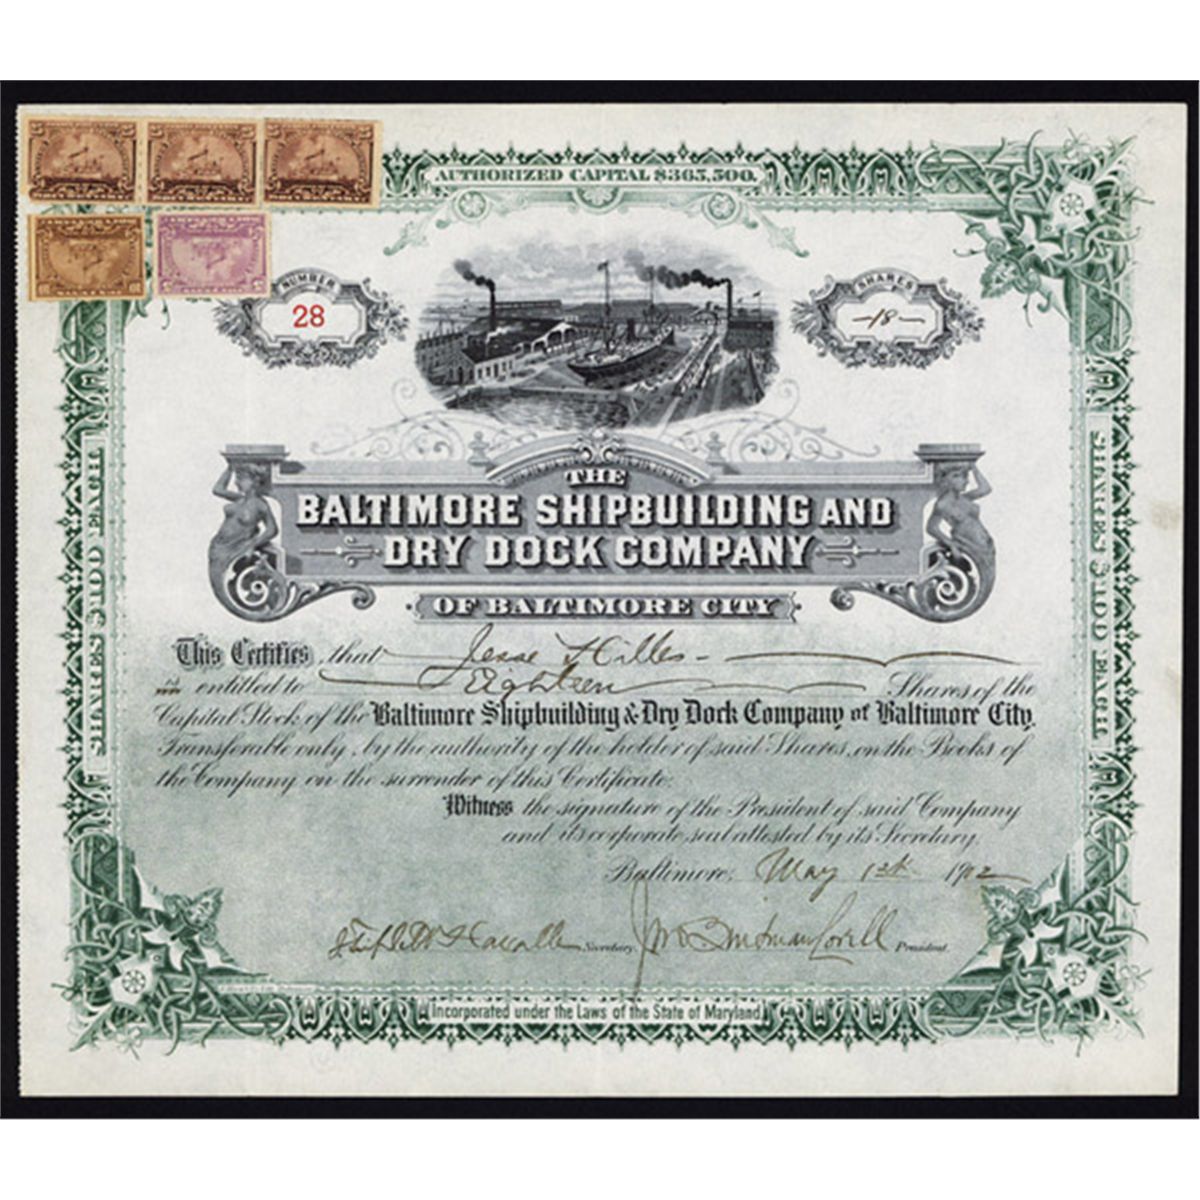 AUTHORIZED CAPITAL $365,500.
NUMBER
28
SHARES
—18—
THE
BALTIMORE SHIPBUILDING AND
DRY DOCK COMPANY
OF BALTIMORE CITY
This Certifies that Jesse Hilles
entitled to Eighteen Shares of the
Capital Stock of the Baltimore Shipbuilding & Dry Dock Company of Baltimore City.
Transferable only, by the authority of the holder of said Shares, on the Books of
the Company on the surrender of this Certificate.
Witness the signature of the President of said Company
and its corporate seal attested by its Secretary.
Baltimore, May 1st 1902
Secretary. President.
Incorporated under the Laws of the State of Maryland.
SHARES $100 EACH
SHARES $100 EACH